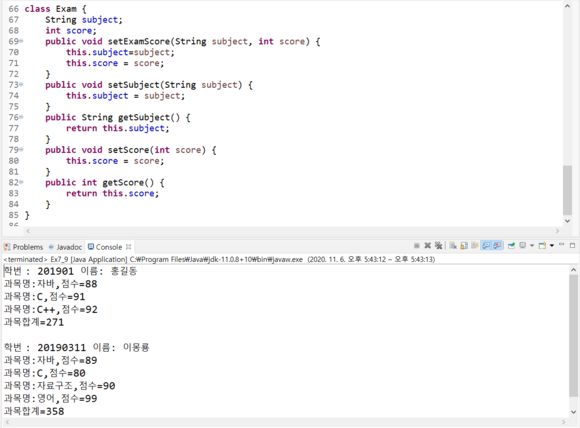 66 class Exam {
67 String subject;
68 int score;
69 public void setExamScore(String subject, int score) {
70 this.subject=subject;
71 this.score = score;
72 }
73 public void setSubject(String subject) {
74 this.subject = subject;
75 }
76 public String getSubject() {
77 return this.subject;
78 }
79 public void setScore(int score) {
80 this.score = score;
81 }
82 public int getScore() {
83 return this.score;
84 }
85 }
Problems Javadoc Console
<terminated> Ex7_9 [Java Application] C:₩Program Files₩Java₩jdk-11.0.8+10₩bin₩javaw.exe (2020. 11. 6. 오후 5:43:12 – 오후 5:43:13)
학번 : 201901 이름: 홍길동
과목명:자바,점수=88
과목명:C,점수=91
과목명:C++,점수=92
과목합계=271
학번 : 20190311 이름: 이몽룡
과목명:자바,점수=89
과목명:C,점수=80
과목명:자료구조,점수=90
과목명:영어,점수=99
과목합계=358